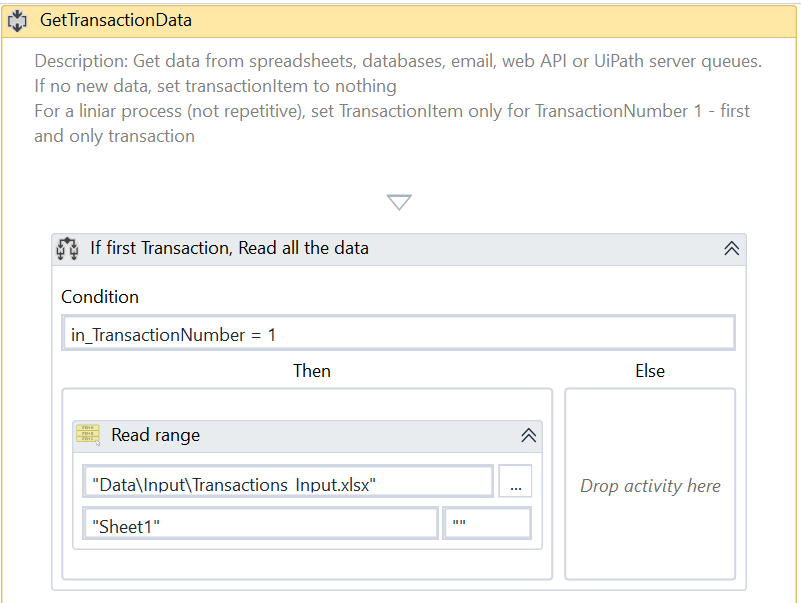 GetTransactionData
Description: Get data from spreadsheets, databases, email, web API or UiPath server queues.
If no new data, set transactionItem to nothing
For a liniar process (not repetitive), set TransactionItem only for TransactionNumber 1 - first
and only transaction
If first Transaction, Read all the data
Condition
in_TransactionNumber = 1
Then Else
Read range
"Data\Input\Transactions_Input.xlsx" ...
Drop activity here
"Sheet1" ""